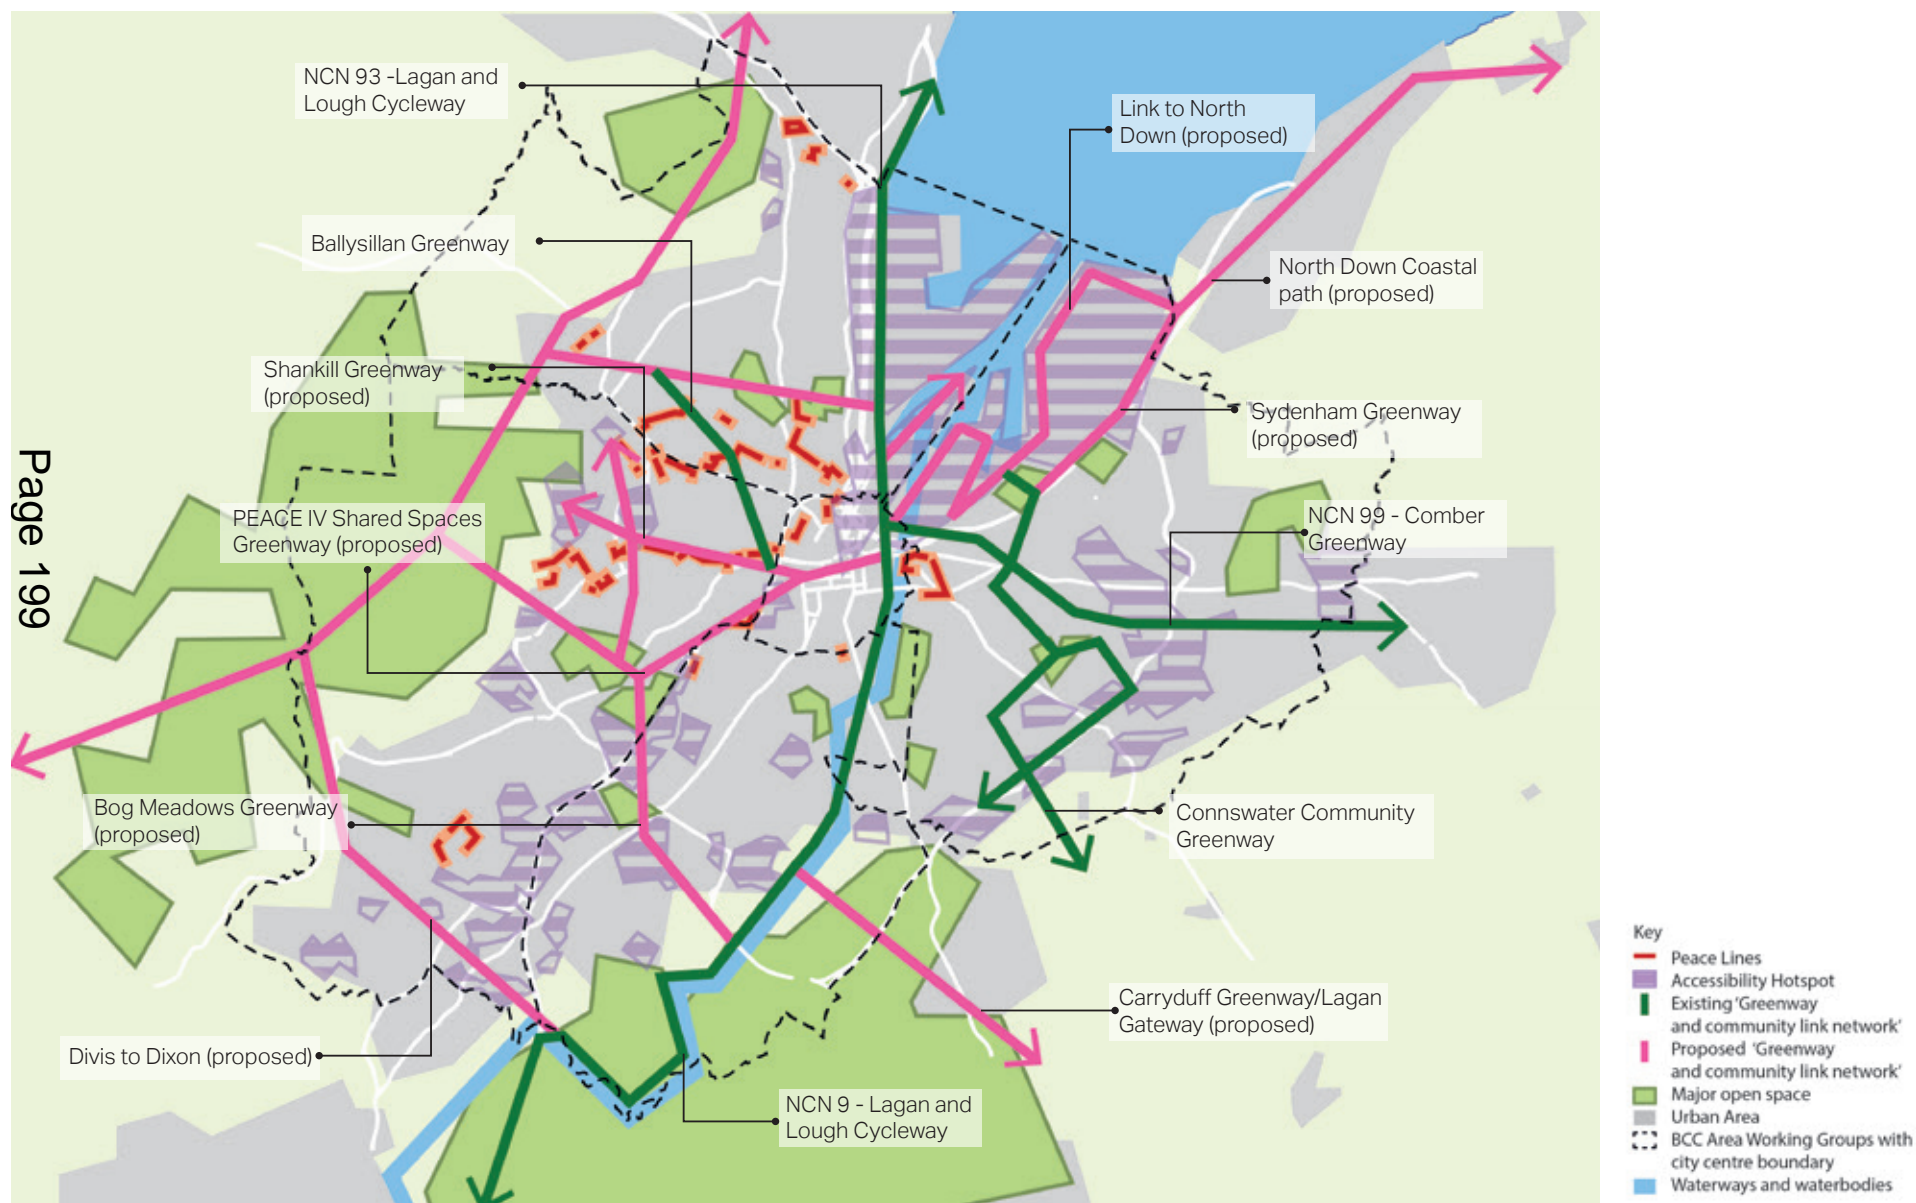 NCN 93 -Lagan and
Lough Cycleway
Link to North
Down (proposed)
Ballysillan Greenway
North Down Coastal
path (proposed)
Shankill Greenway
(proposed)
Sydenham Greenway
(proposed)
Page 199
PEACE IV Shared Spaces
Greenway (proposed)
NCN 99 - Comber
Greenway
Bog Meadows Greenway
(proposed)
Connswater Community
Greenway
Carryduff Greenway/Lagan
Gateway (proposed)
Divis to Dixon (proposed)
NCN 9 - Lagan and
Lough Cycleway
Key
Peace Lines
Accessibility Hotspot
Existing 'Greenway
and community link network'
Proposed 'Greenway
and community link network'
Major open space
Urban Area
BCC Area Working Groups with
city centre boundary
Waterways and waterbodies